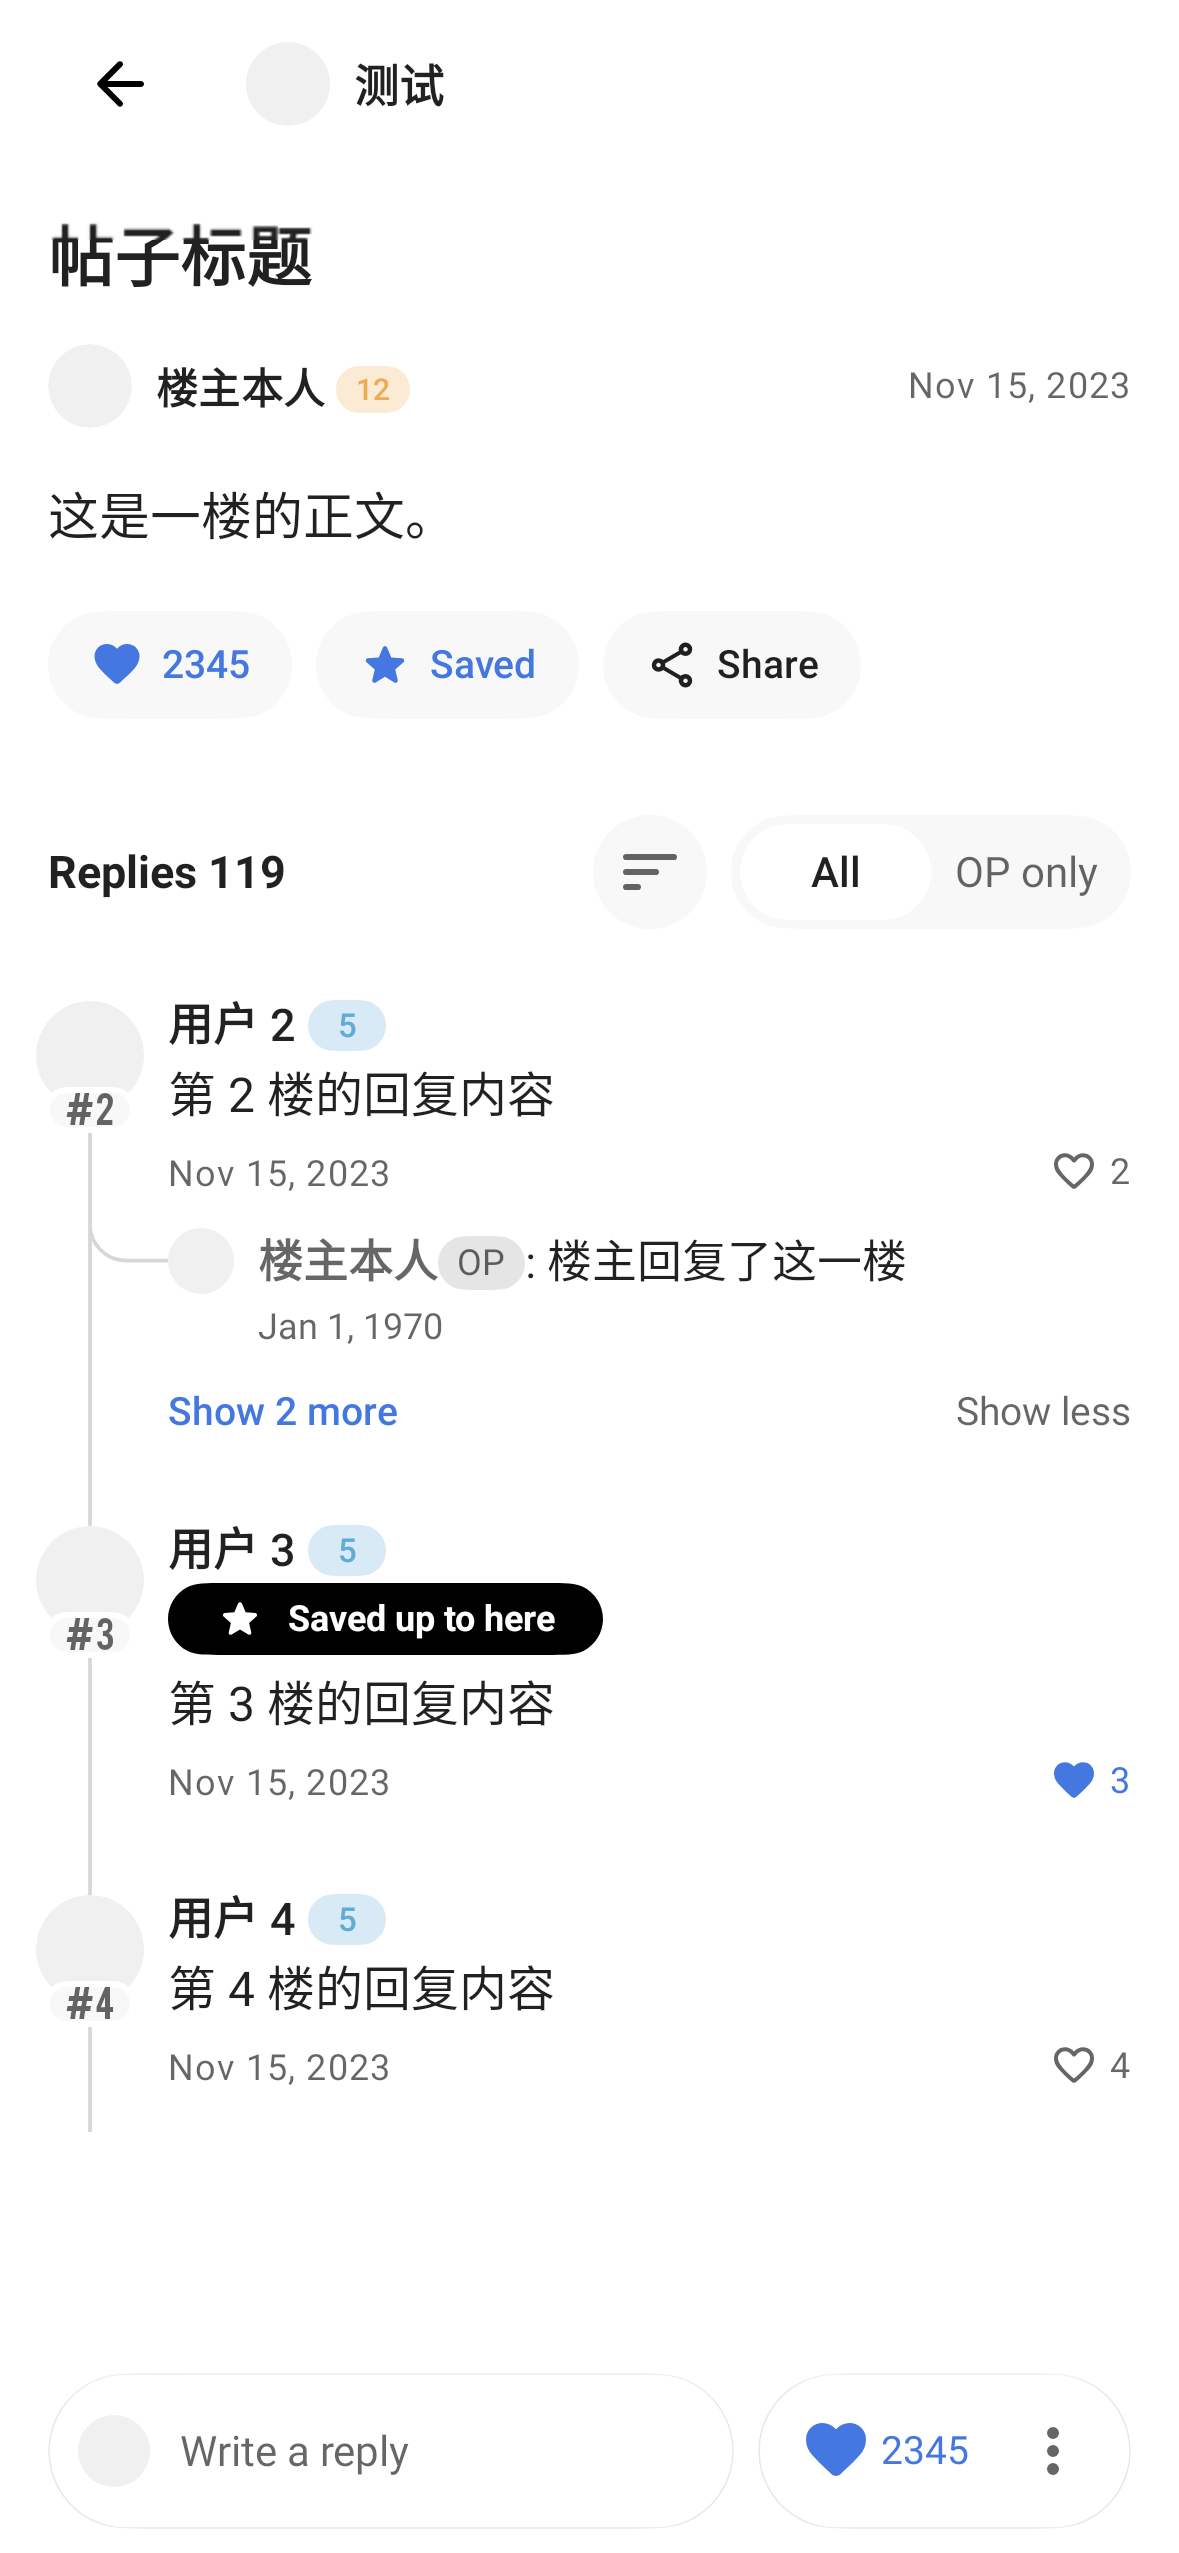 测试
帖子标题
楼主本人 12 Nov 15, 2023
这是一楼的正文。
2345 Saved Share
Replies 119 All OP only
用户 2 5
#2
第 2 楼的回复内容
Nov 15, 2023 2
楼主本人 OP : 楼主回复了这一楼
Jan 1, 1970
Show 2 more Show less
用户 3 5
#3
Saved up to here
第 3 楼的回复内容
Nov 15, 2023 3
用户 4 5
#4
第 4 楼的回复内容
Nov 15, 2023 4
Write a reply 2345